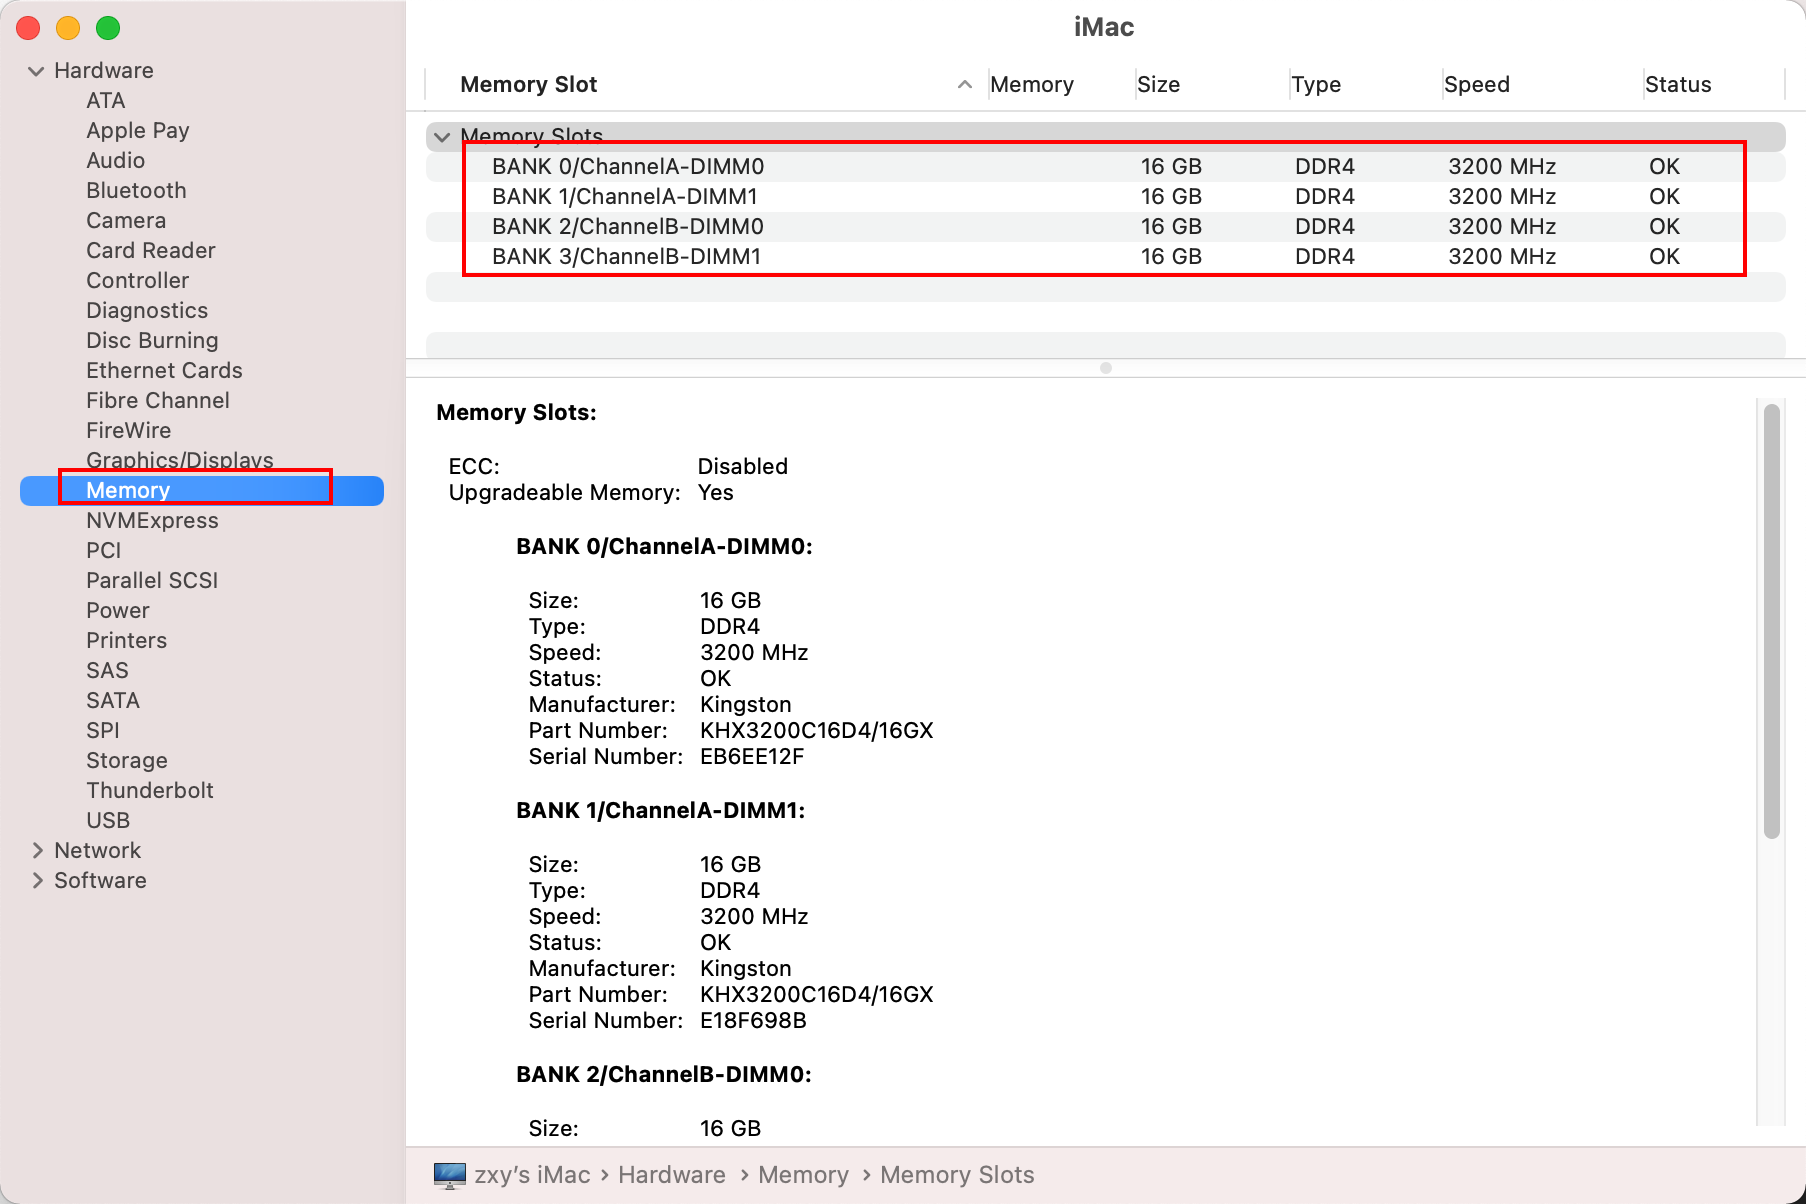 iMac
Hardware
ATA
Apple Pay
Audio
Bluetooth
Camera
Card Reader
Controller
Diagnostics
Disc Burning
Ethernet Cards
Fibre Channel
FireWire
Graphics/Displays
Memory
NVMExpress
PCI
Parallel SCSI
Power
Printers
SAS
SATA
SPI
Storage
Thunderbolt
USB
Network
Software
Memory Slot Memory Size Type Speed Status
Memory Slots
BANK 0/ChannelA-DIMM0 16 GB DDR4 3200 MHz OK
BANK 1/ChannelA-DIMM1 16 GB DDR4 3200 MHz OK
BANK 2/ChannelB-DIMM0 16 GB DDR4 3200 MHz OK
BANK 3/ChannelB-DIMM1 16 GB DDR4 3200 MHz OK
Memory Slots:
ECC: Disabled
Upgradeable Memory: Yes
BANK 0/ChannelA-DIMM0:
Size: 16 GB
Type: DDR4
Speed: 3200 MHz
Status: OK
Manufacturer: Kingston
Part Number: KHX3200C16D4/16GX
Serial Number: EB6EE12F
BANK 1/ChannelA-DIMM1:
Size: 16 GB
Type: DDR4
Speed: 3200 MHz
Status: OK
Manufacturer: Kingston
Part Number: KHX3200C16D4/16GX
Serial Number: E18F698B
BANK 2/ChannelB-DIMM0:
Size: 16 GB
zxy's iMac › Hardware › Memory › Memory Slots